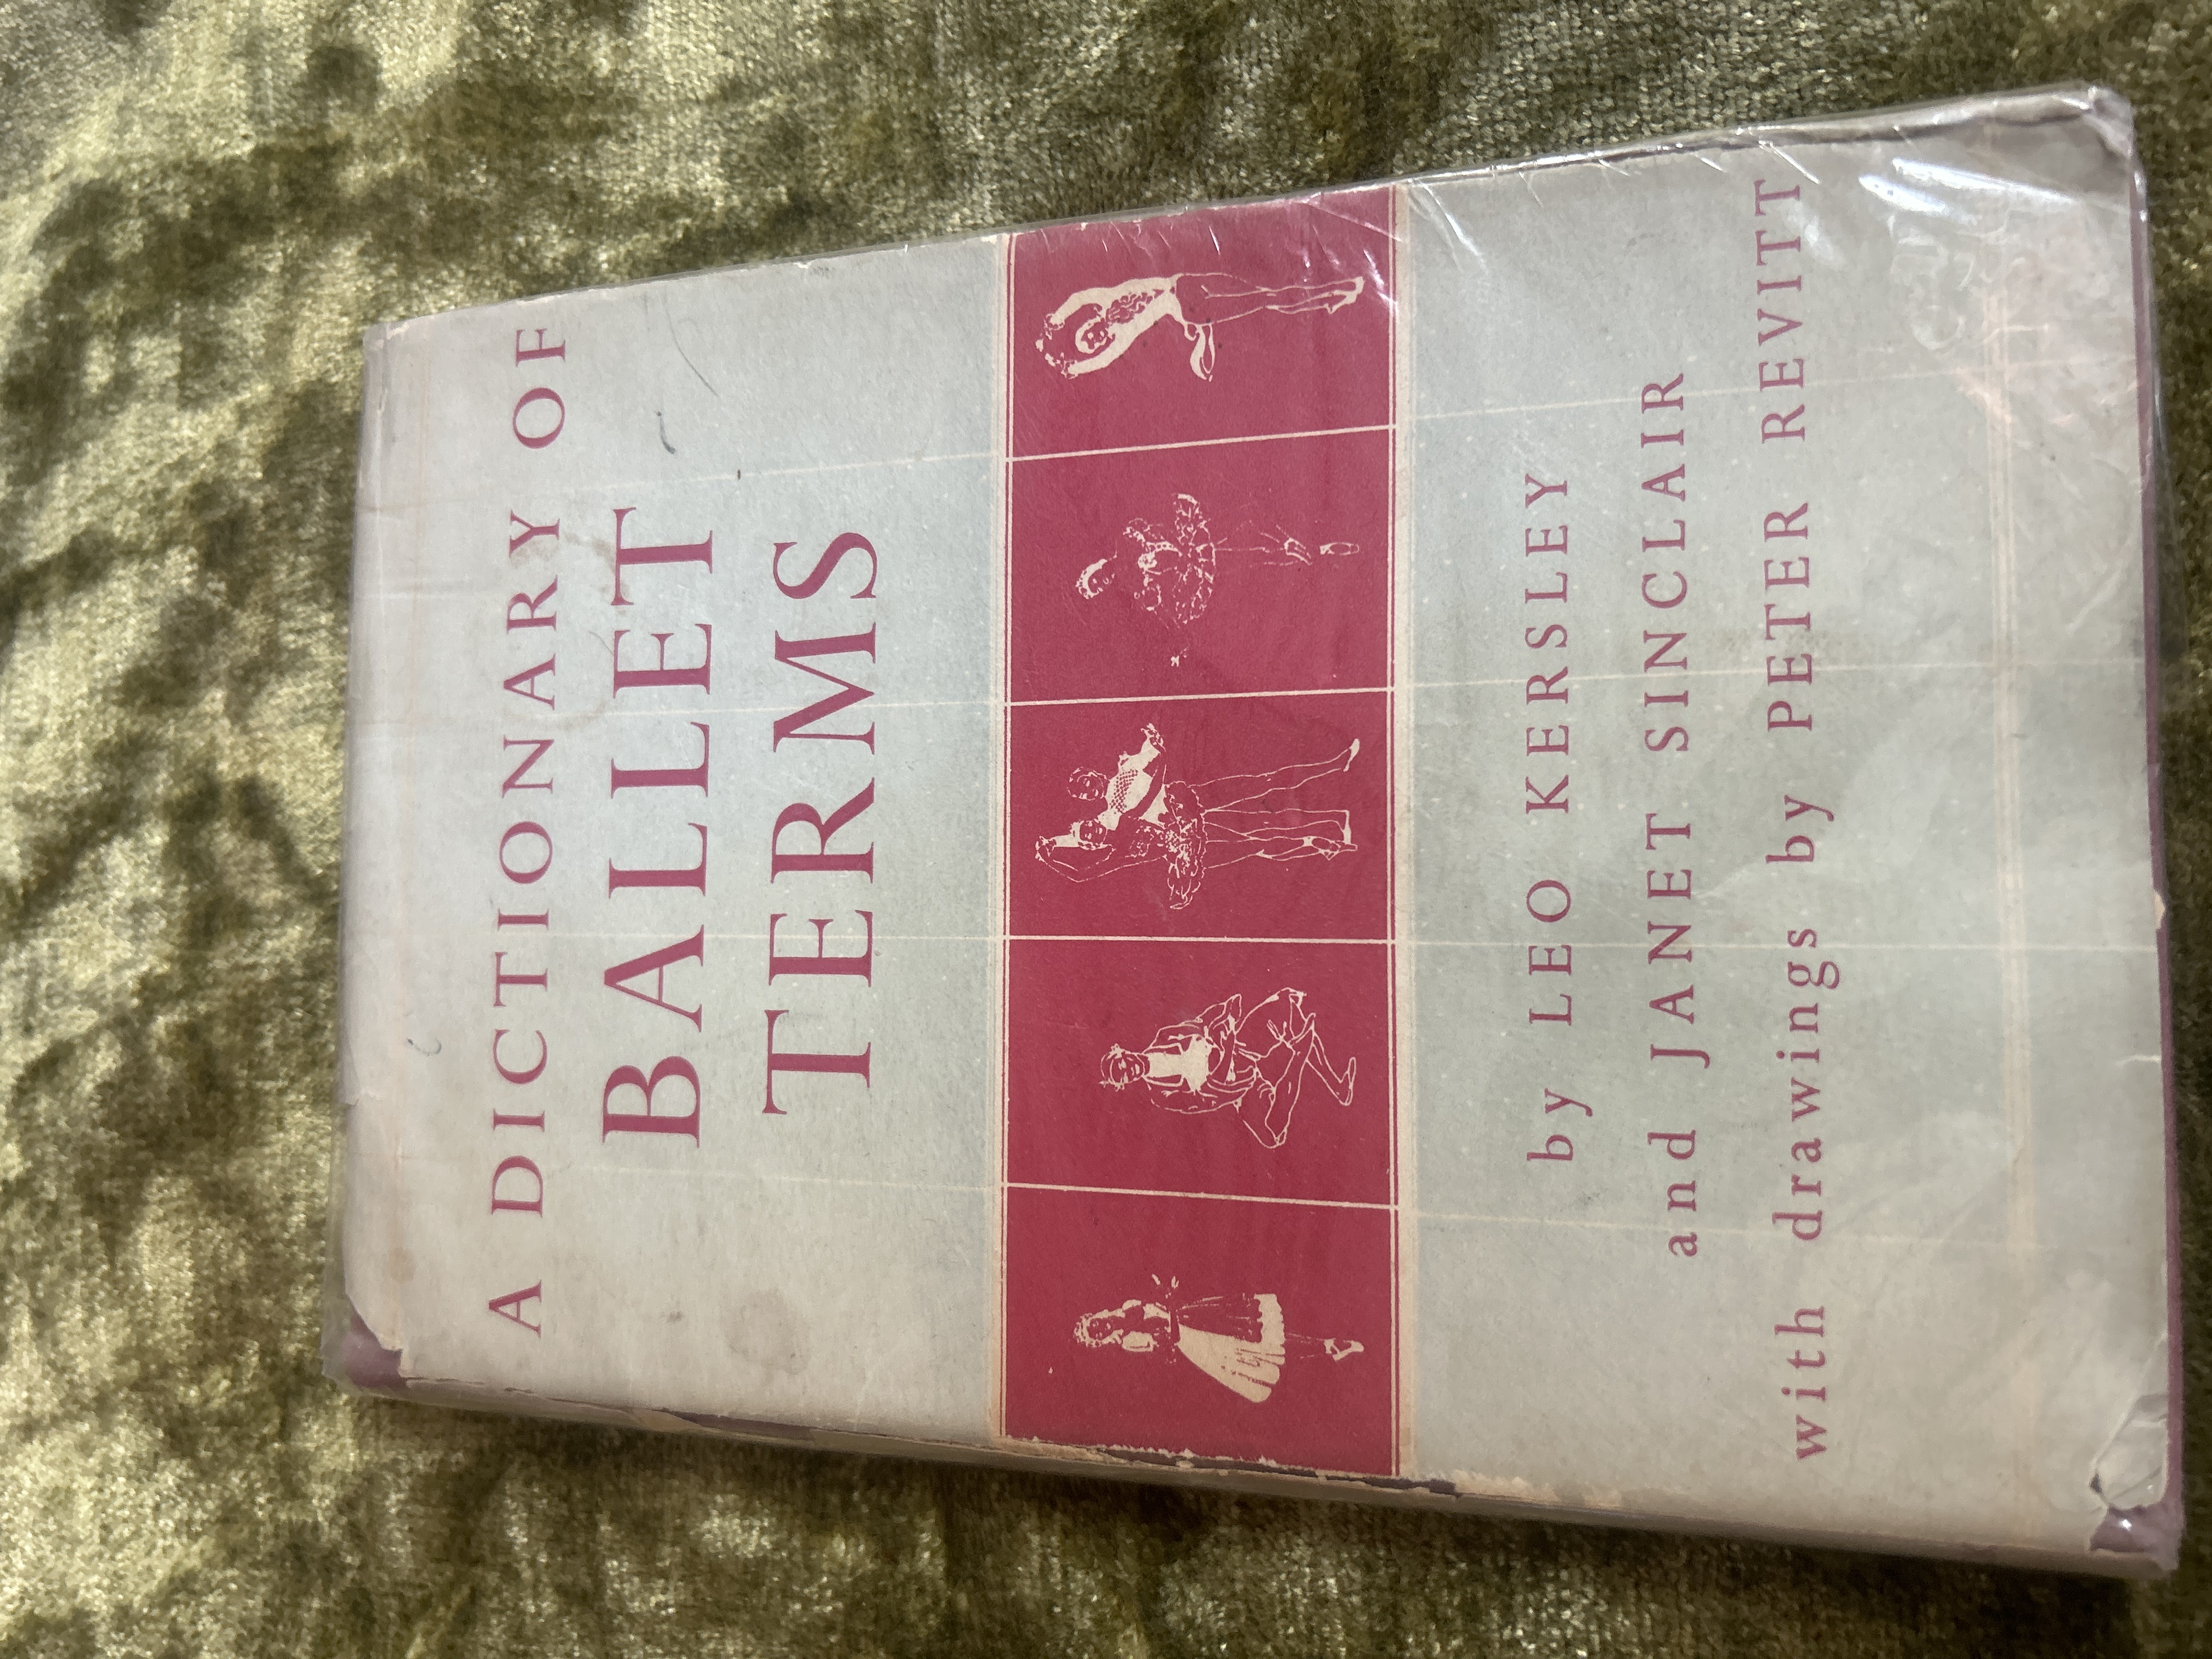 A DICTIONARY OF
BALLET
TERMS
by LEO KERSLEY
and JANET SINCLAIR
with drawings by PETER REVITT